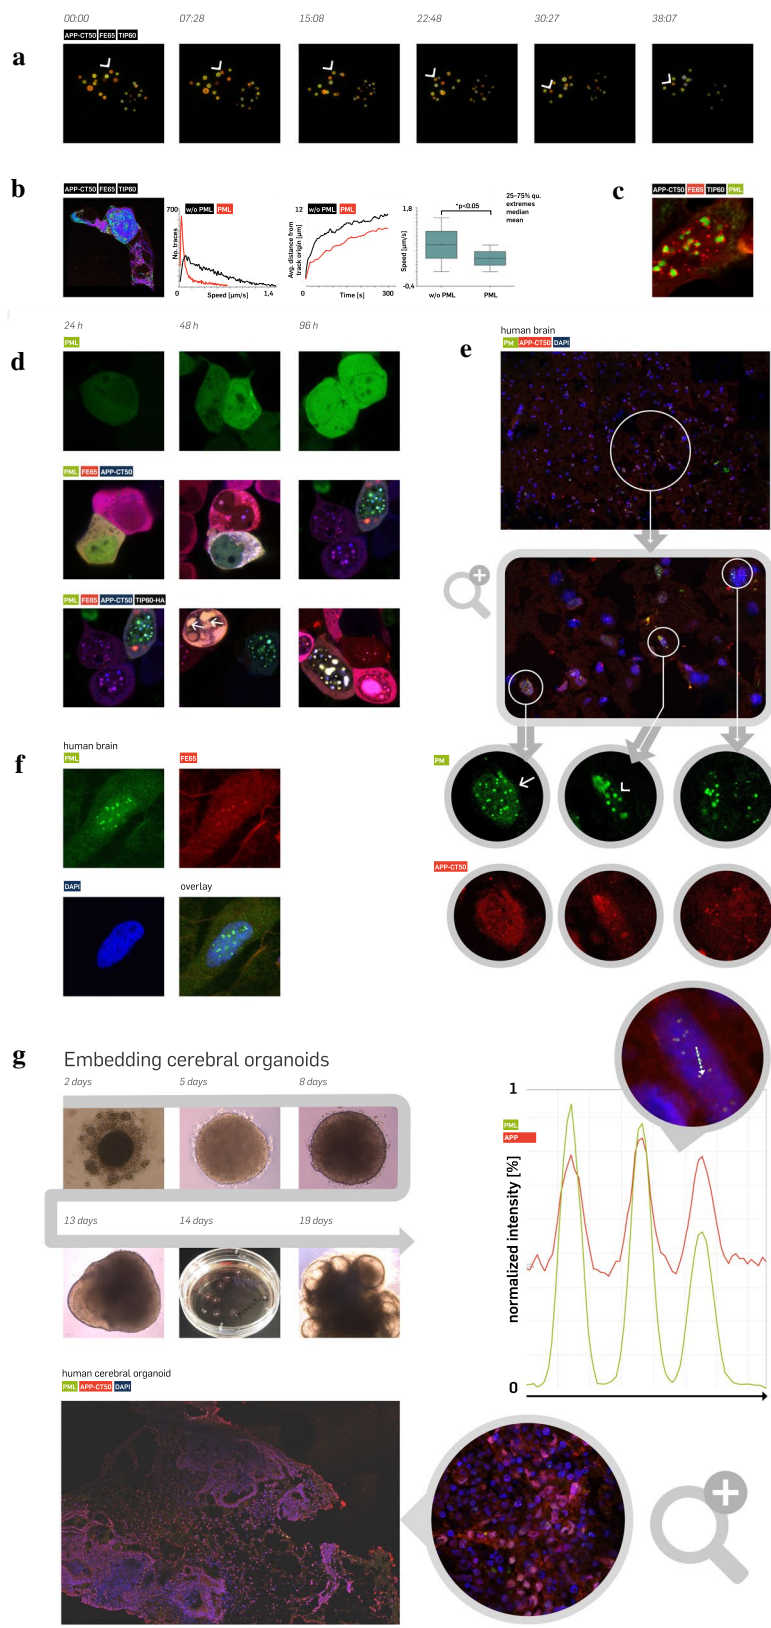 00:00 07:28 15:08 22:48 30:27 38:07
APP-CT50 FE65 TIP60
a
b
APP-CT50 FE65 TIP60
700
w/o PML PML
No. traces
0 Speed [µm/s] 1,4
12
w/o PML PML
Avg. distance from
track origin [µm]
0 Time [s] 300
1,8
*p<0.05
Speed [µm/s]
-0,4
w/o PML PML
25–75% qu.
extremes
median
mean
c
APP-CT50 FE65 TIP60 PML
d
24 h 48 h 96 h
PML
PML FE65 APP-CT50
PML FE65 APP-CT50 TIP60-HA
e
human brain
PM APP-CT50 DAPI
PM
APP-CT50
f
human brain
PML FE65
DAPI overlay
g
Embedding cerebral organoids
2 days 5 days 8 days
13 days 14 days 19 days
human cerebral organoid
PML APP-CT50 DAPI
1
PML
APP
normalized intensity [%]
0